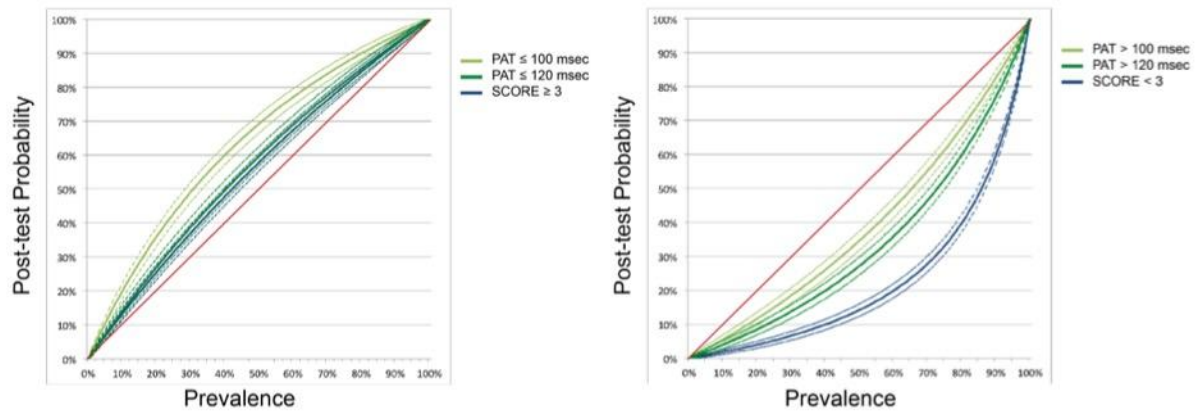 100%
90%
80%
70%
60%
50%
40%
30%
20%
10%
0%
0% 10% 20% 30% 40% 50% 60% 70% 80% 90% 100%
Post-test Probability
Prevalence
PAT ≤ 100 msec
PAT ≤ 120 msec
SCORE ≥ 3
100%
90%
80%
70%
60%
50%
40%
30%
20%
10%
0%
0% 10% 20% 30% 40% 50% 60% 70% 80% 90% 100%
Post-test Probability
Prevalence
PAT > 100 msec
PAT > 120 msec
SCORE < 3